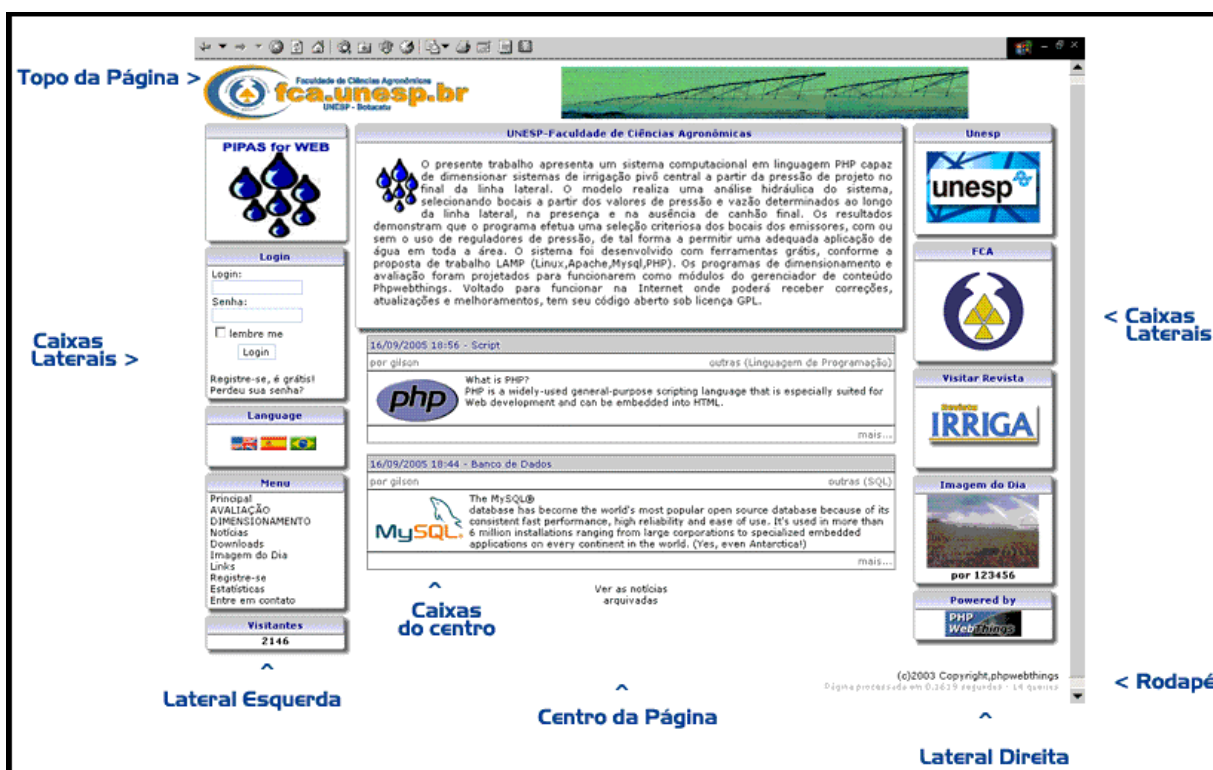 Topo da Página >
Faculdade de Ciências Agronômicas
fca.unesp.br
UNESP - Botucatu
PIPAS for WEB
Login
Login:
Senha:
lembre me
Login
Registre-se, é grátis!
Perdeu sua senha?
Language
Menu
Principal
AVALIAÇÃO
DIMENSIONAMENTO
Notícias
Downloads
Imagem do Dia
Links
Registre-se
Estatísticas
Entre em contato
Visitantes
2146
Caixas
Laterais >
^
Lateral Esquerda
UNESP-Faculdade de Ciências Agronômicas
O presente trabalho apresenta um sistema computacional em linguagem PHP capaz
de dimensionar sistemas de irrigação pivô central a partir da pressão de projeto no
final da linha lateral. O modelo realiza uma análise hidráulica do sistema,
selecionando bocais a partir dos valores de pressão e vazão determinados ao longo
da linha lateral, na presença e na ausência de canhão final. Os resultados
demonstram que o programa efetua uma seleção criteriosa dos bocais dos emissores, com ou
sem o uso de reguladores de pressão, de tal forma a permitir uma adequada aplicação de
água em toda a área. O sistema foi desenvolvido com ferramentas grátis, conforme a
proposta de trabalho LAMP (Linux,Apache,Mysql,PHP). Os programas de dimensionamento e
avaliação foram projetados para funcionarem como módulos do gerenciador de conteúdo
Phpwebthings. Voltado para funcionar na Internet onde poderá receber correções,
atualizações e melhoramentos, tem seu código aberto sob licença GPL.
16/09/2005 18:56 - Script
por gilson outras (Linguagem de Programação)
php
What is PHP?
PHP is a widely-used general-purpose scripting language that is especially suited for
Web development and can be embedded into HTML.
mais...
16/09/2005 18:44 - Banco de Dados
por gilson outras (SQL)
MySQL
The MySQL®
database has become the world's most popular open source database because of its
consistent fast performance, high reliability and ease of use. It's used in more than
6 million installations ranging from large corporations to specialized embedded
applications on every continent in the world. (Yes, even Antarctica!)
mais...
^
Caixas
do centro
Ver as notícias
arquivadas
^
Centro da Página
Unesp
unesp
FCA
Visitar Revista
Revista
IRRIGA
Imagem do Dia
por 123456
Powered by
PHP
WebThings
< Caixas
Laterais
(c)2003 Copyright,phpwebthings
Página processada em 0.2619 segundos - 14 queries
< Rodapé
^
Lateral Direita